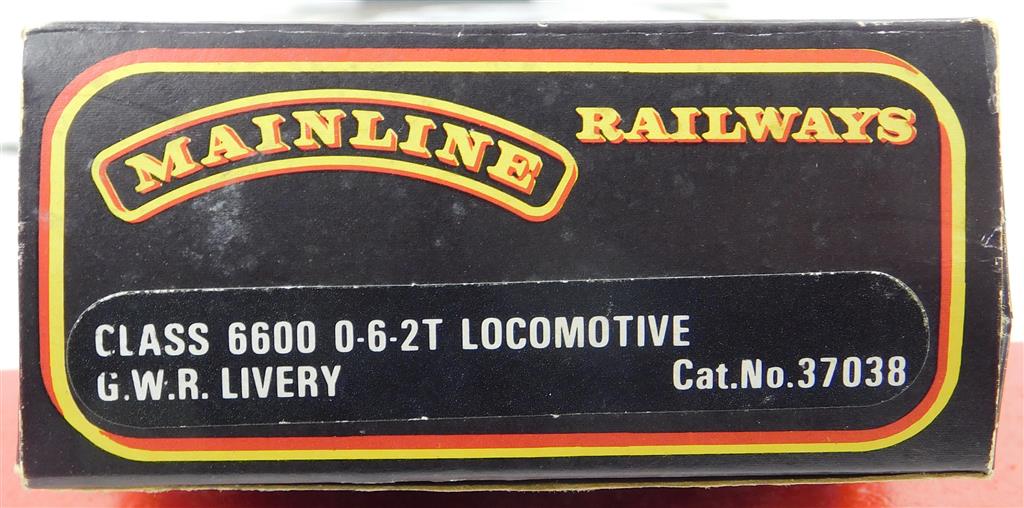 MAINLINE RAILWAYS
CLASS 6600 0-6-2T LOCOMOTIVE
G.W.R. LIVERY Cat.No.37038